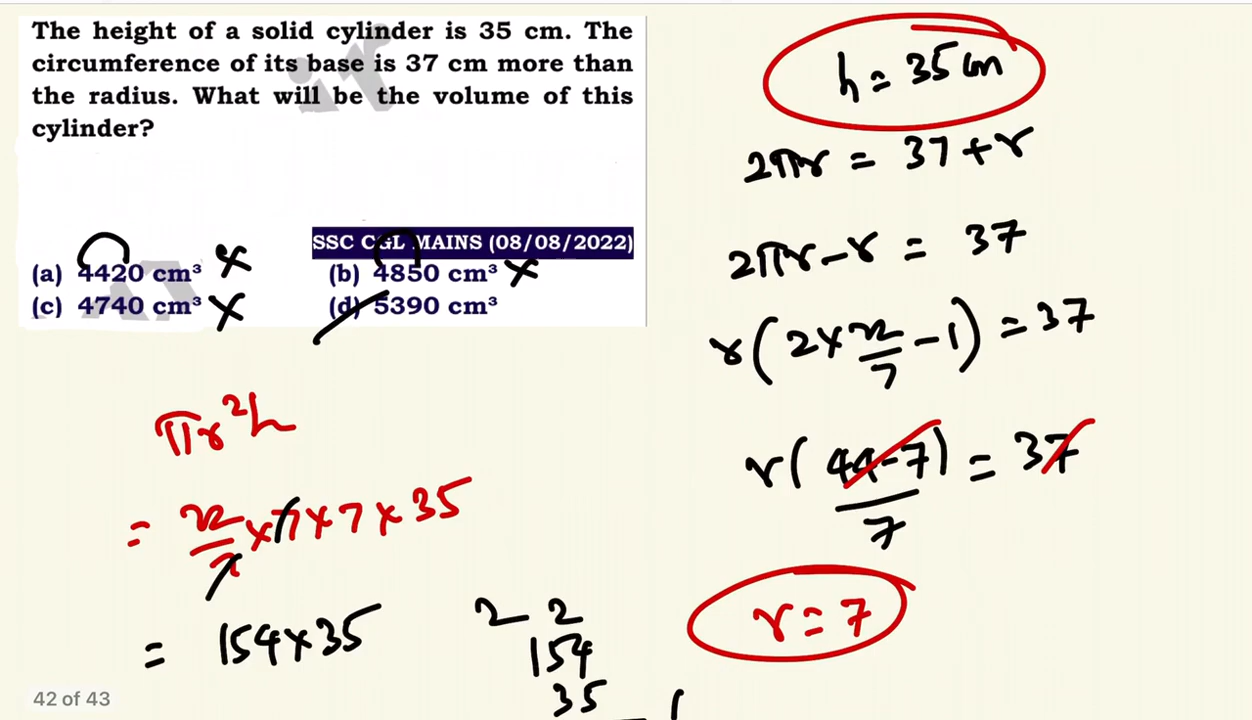 The height of a solid cylinder is 35 cm. The
circumference of its base is 37 cm more than
the radius. What will be the volume of this
cylinder?
SSC CGL MAINS (08/08/2022)
(a) 4420 cm³ × (b) 4850 cm³ ×
(c) 4740 cm³ × (d) 5390 cm³
πr²h
= 22/7 × 7 × 7 × 35
= 154 × 35
2 2
154
35
h = 35 cm
2πr = 37 + r
2πr - r = 37
r(2 × 22/7 - 1) = 37
r(44-7)/7 = 37
r = 7
42 of 43